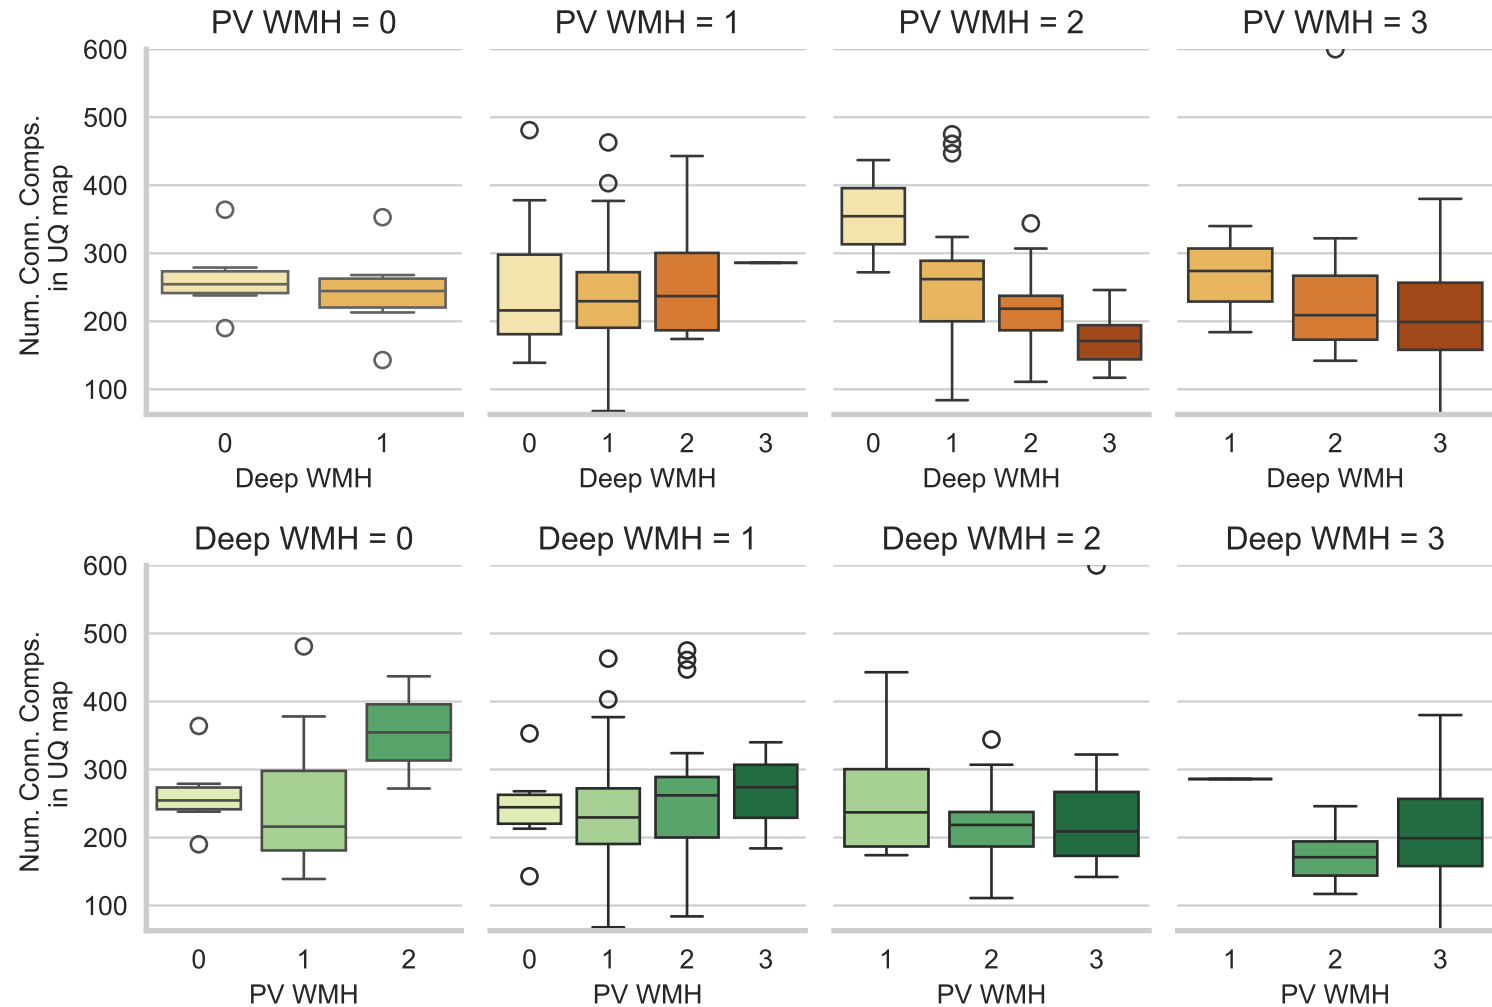 PV WMH = 0 PV WMH = 1 PV WMH = 2 PV WMH = 3
Num. Conn. Comps.
in UQ map
600
500
400
300
200
100
0 1 0 1 2 3 0 1 2 3 1 2 3
Deep WMH Deep WMH Deep WMH Deep WMH
Deep WMH = 0 Deep WMH = 1 Deep WMH = 2 Deep WMH = 3
Num. Conn. Comps.
in UQ map
600
500
400
300
200
100
0 1 2 0 1 2 3 1 2 3 1 2 3
PV WMH PV WMH PV WMH PV WMH